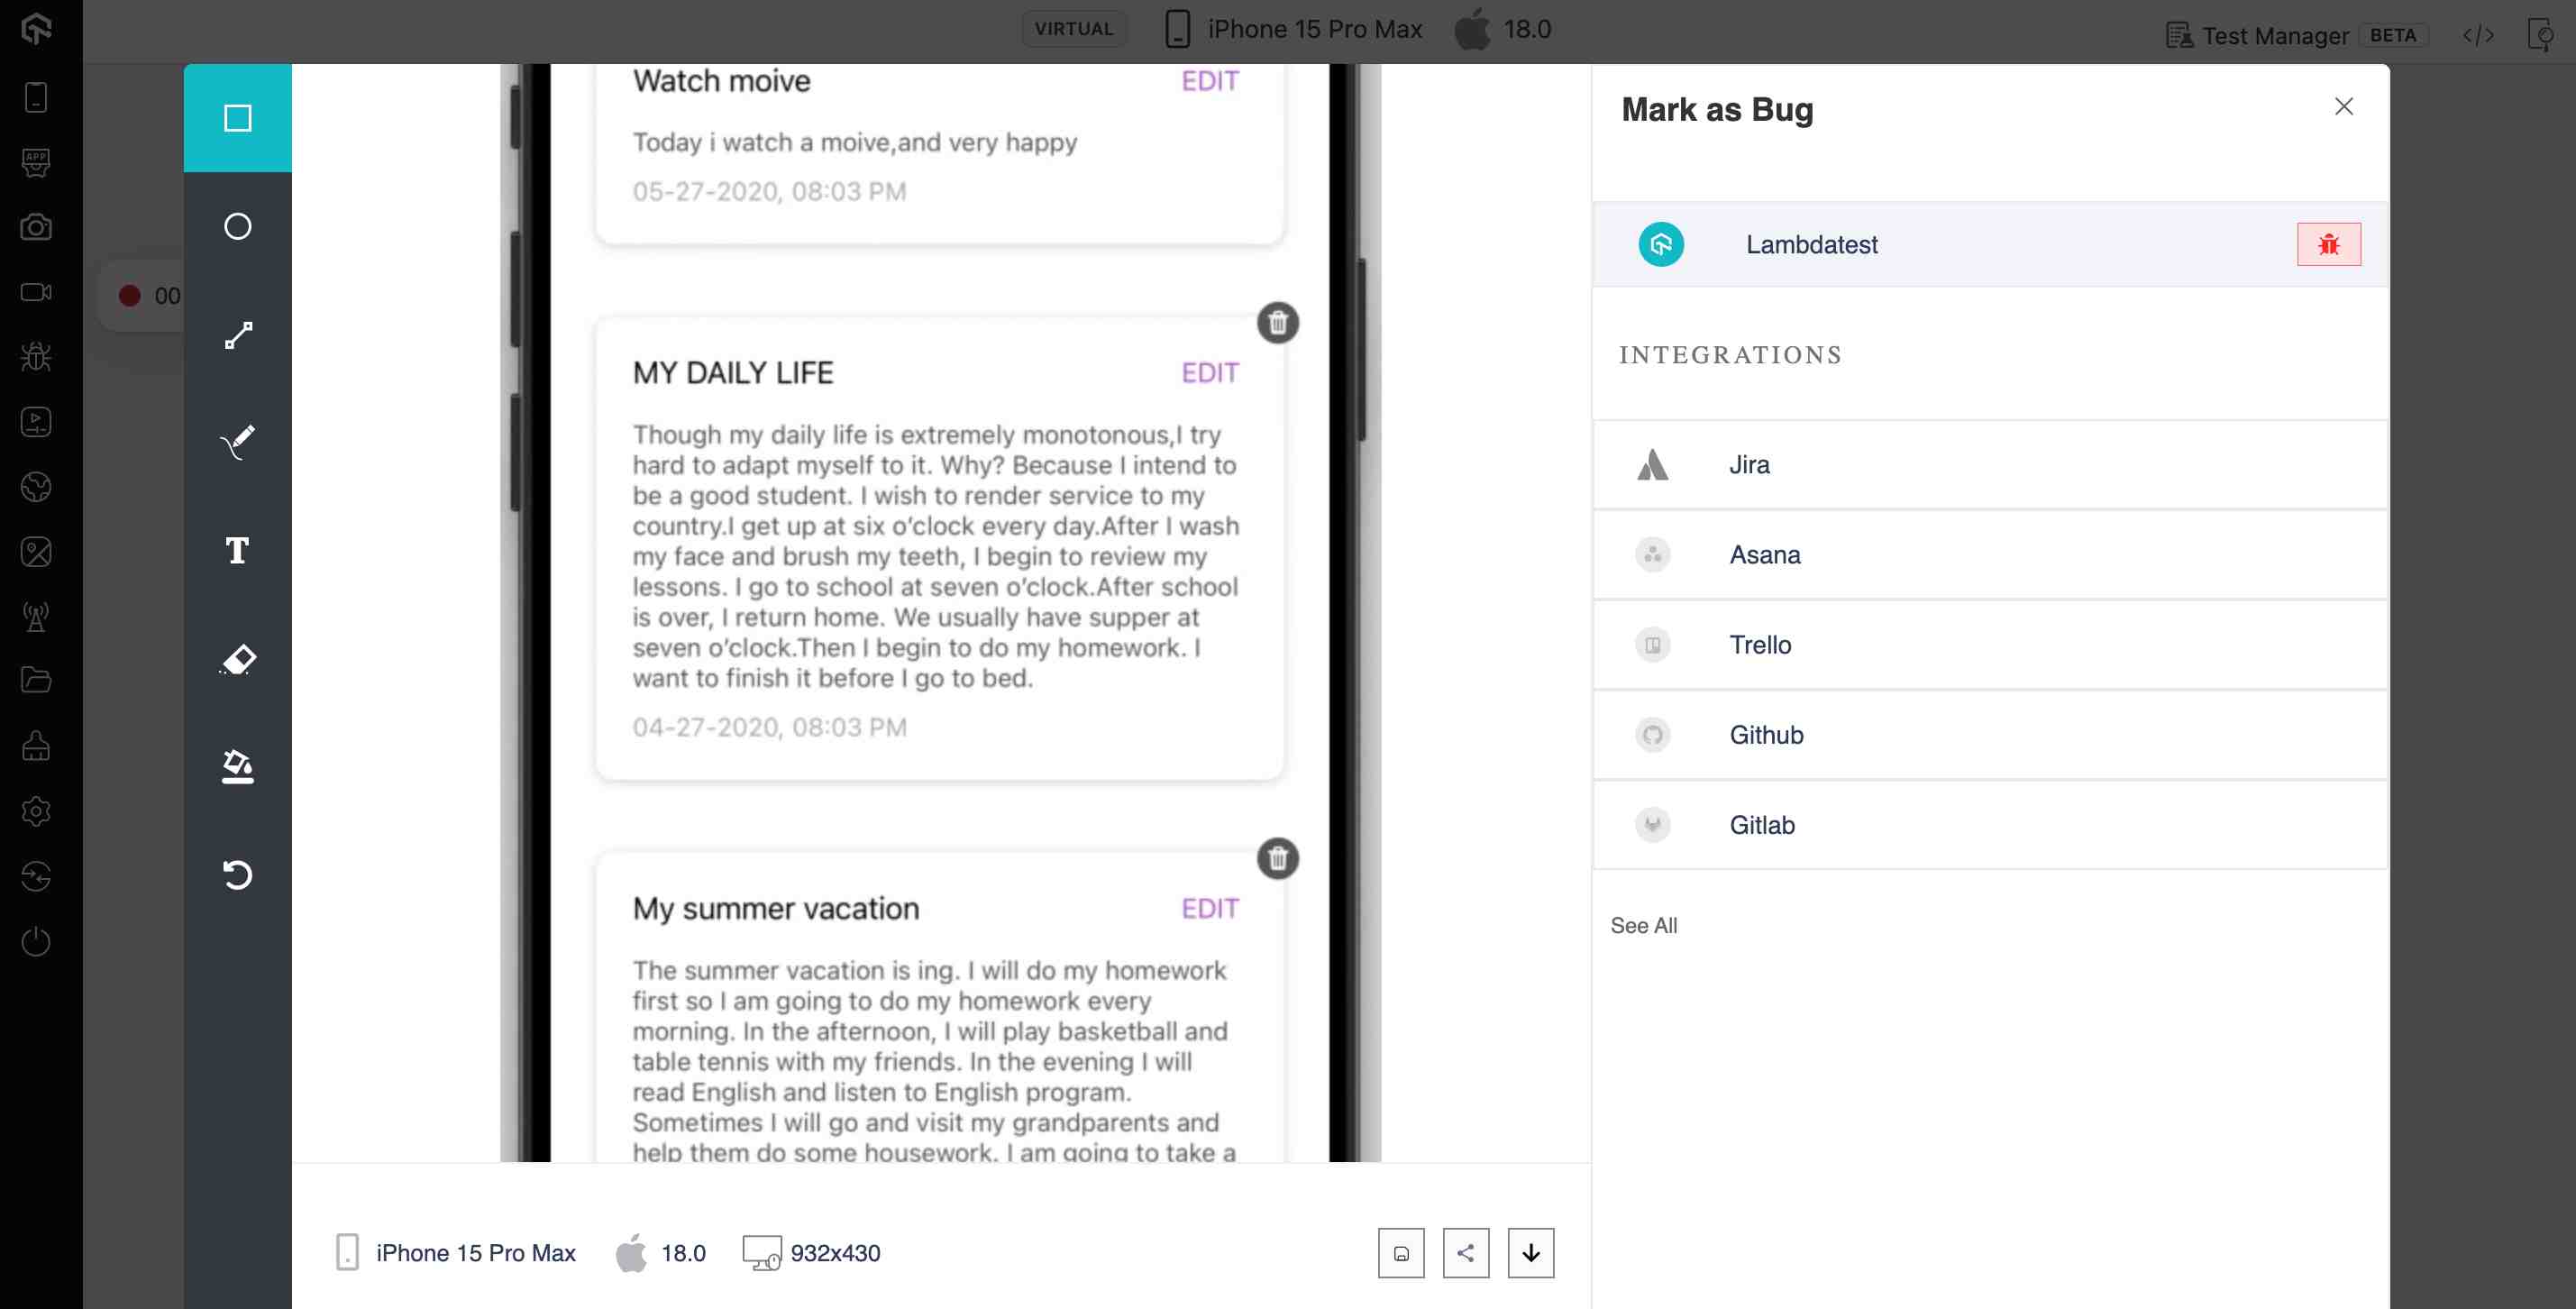 VIRTUAL
iPhone 15 Pro Max
18.0
Test Manager
BETA
APP
00
T
Watch moive
EDIT
Today i watch a moive,and very happy
05-27-2020, 08:03 PM
MY DAILY LIFE
EDIT
Though my daily life is extremely monotonous,I try
hard to adapt myself to it. Why? Because I intend to
be a good student. I wish to render service to my
country.I get up at six o’clock every day.After I wash
my face and brush my teeth, I begin to review my
lessons. I go to school at seven o’clock.After school
is over, I return home. We usually have supper at
seven o’clock.Then I begin to do my homework. I
want to finish it before I go to bed.
04-27-2020, 08:03 PM
My summer vacation
EDIT
The summer vacation is ing. I will do my homework
first so I am going to do my homework every
morning. In the afternoon, I will play basketball and
table tennis with my friends. In the evening I will
read English and listen to English program.
Sometimes I will go and visit my grandparents and
help them do some housework. I am going to take a
iPhone 15 Pro Max
18.0
932x430
Mark as Bug
Lambdatest
INTEGRATIONS
Jira
Asana
Trello
Github
Gitlab
See All